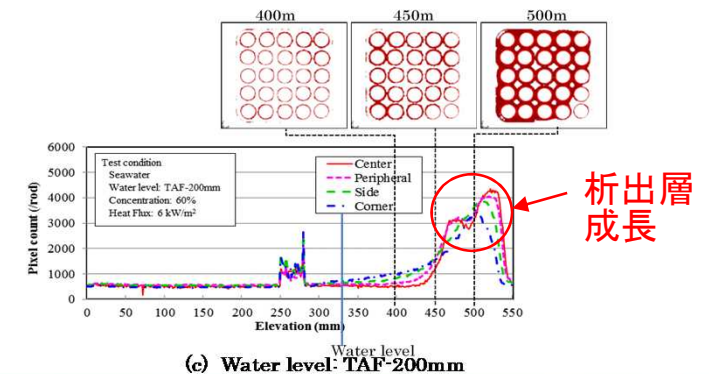 400m
450m
500m
6000
5000
4000
3000
2000
1000
0
Pixel count (/rod)
Test condition
Seawater
Water level: TAF-200mm
Concentration: 60%
Heat Flux: 6 kW/m²
Center
Peripheral
Side
Corner
析出層
成長
0 50 100 150 200 250 300 350 400 450 500 550
Elevation (mm)
Water level
(c) Water level: TAF-200mm